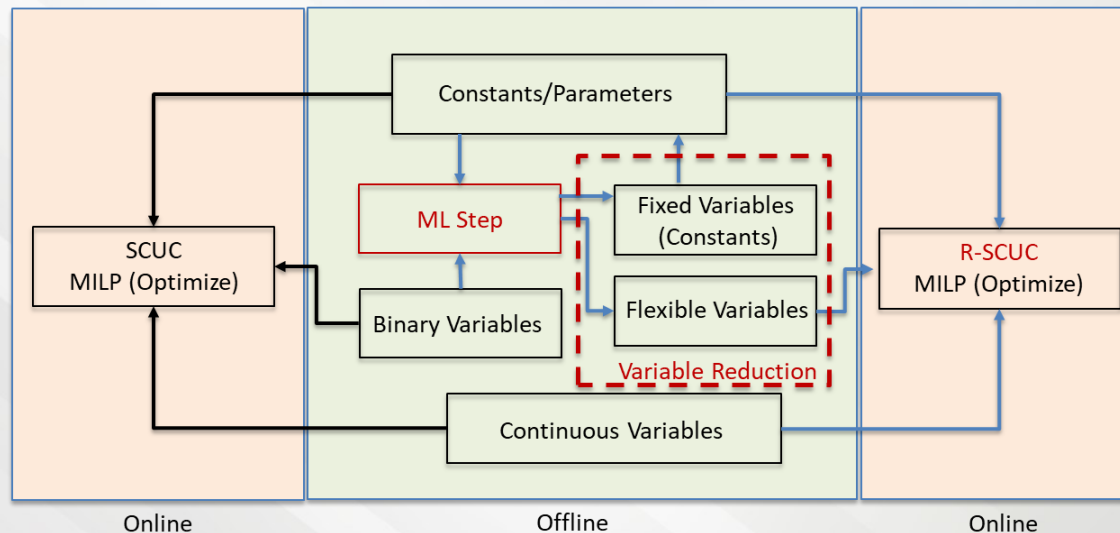 Constants/Parameters
ML Step
Fixed Variables
(Constants)
SCUC
MILP (Optimize)
R-SCUC
MILP (Optimize)
Binary Variables
Flexible Variables
Variable Reduction
Continuous Variables
Online
Offline
Online